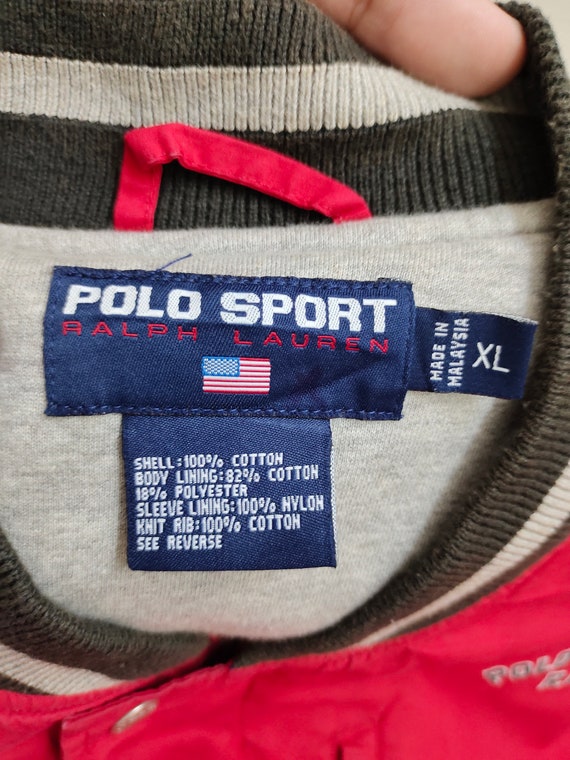 POLO SPORT
RALPH LAUREN
MADE IN
MALAYSIA
XL
SHELL:100% COTTON
BODY LINING:82% COTTON
18% POLYESTER
SLEEVE LINING:100% NYLON
KNIT RIB:100% COTTON
SEE REVERSE
POLO